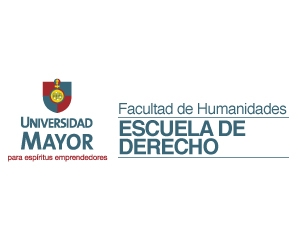 UNIVERSIDAD
MAYOR
para espíritus emprendedores
Facultad de Humanidades
ESCUELA DE
DERECHO